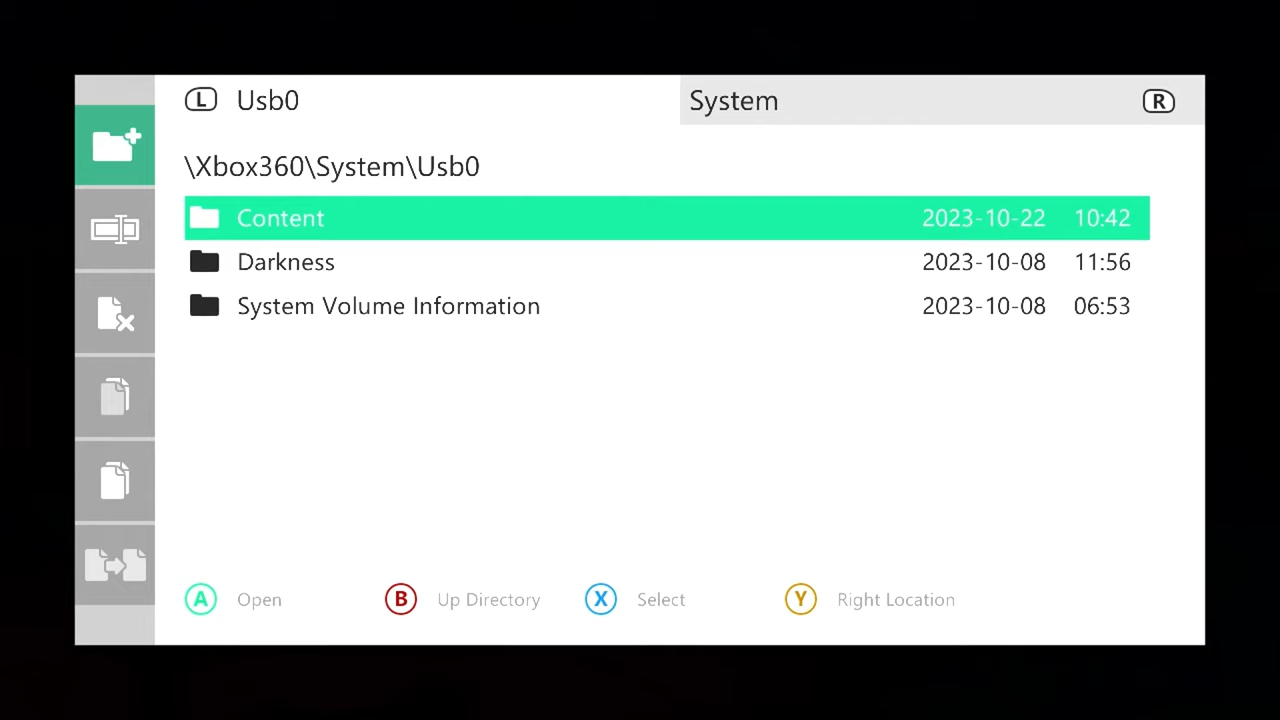 L Usb0 System R
\Xbox360\System\Usb0
Content 2023-10-22 10:42
Darkness 2023-10-08 11:56
System Volume Information 2023-10-08 06:53
A Open B Up Directory X Select Y Right Location